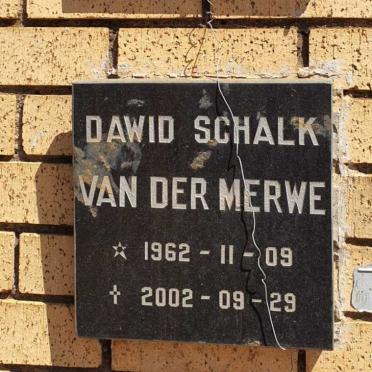 DAWID SCHALK
VAN DER MERWE
☆ 1962 - 11 - 09
✝ 2002 - 09 - 29